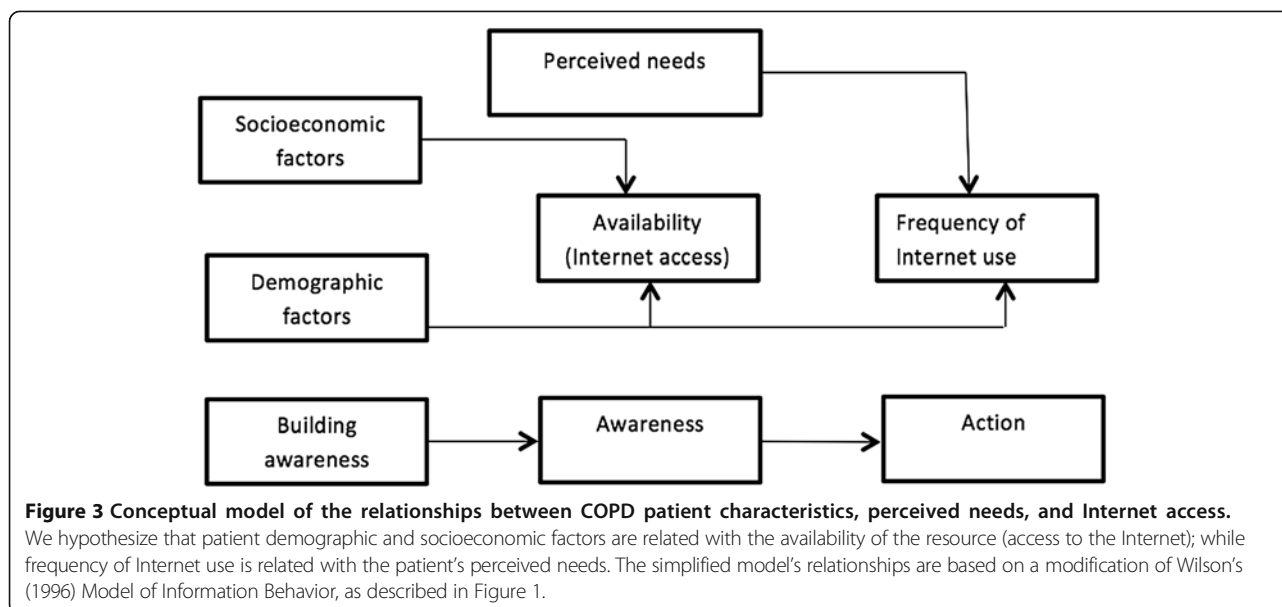 Perceived needs
Socioeconomic
factors
Availability
(Internet access)
Frequency of
Internet use
Demographic
factors
Building
awareness
Awareness
Action
Figure 3 Conceptual model of the relationships between COPD patient characteristics, perceived needs, and Internet access.
We hypothesize that patient demographic and socioeconomic factors are related with the availability of the resource (access to the Internet); while
frequency of Internet use is related with the patient's perceived needs. The simplified model's relationships are based on a modification of Wilson's
(1996) Model of Information Behavior, as described in Figure 1.